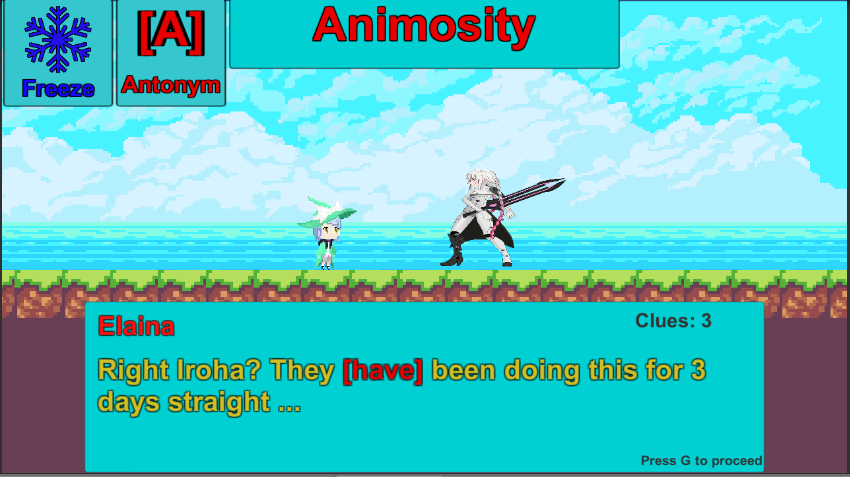 Animosity
[A]
Freeze
Antonym
Elaina
Clues: 3
Right Iroha? They [have] been doing this for 3
days straight ...
Press G to proceed